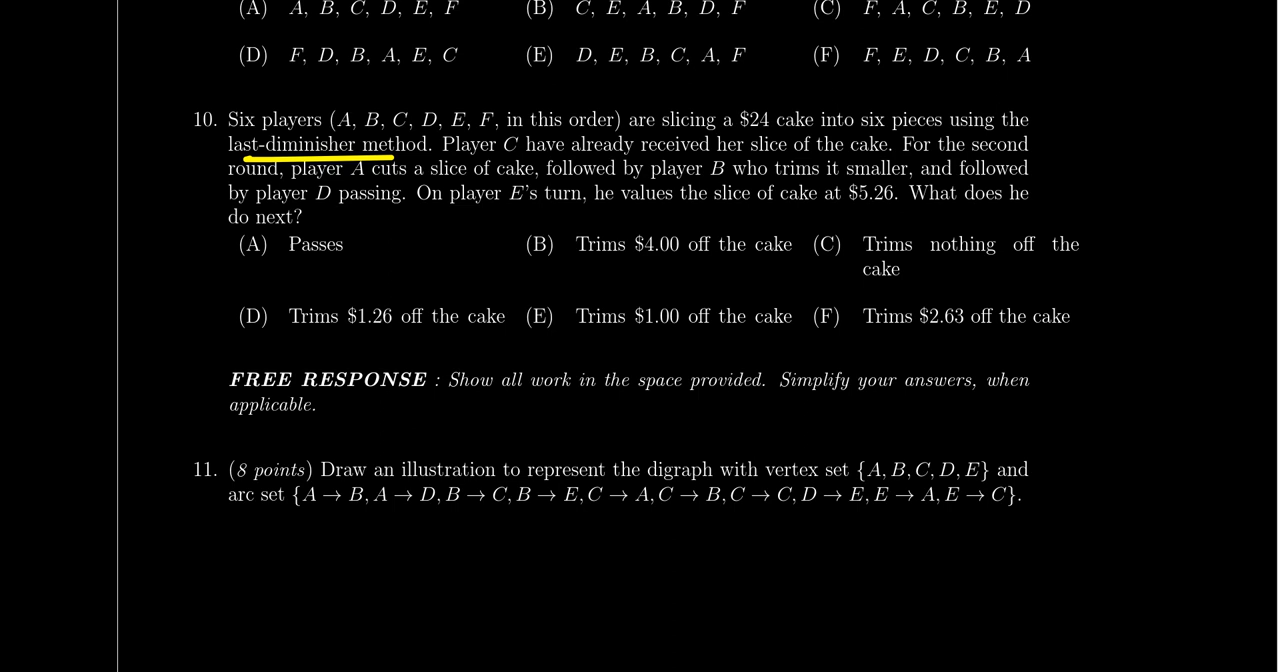 (A) A, B, C, D, E, F (B) C, E, A, B, D, F (C) F, A, C, B, E, D
(D) F, D, B, A, E, C (E) D, E, B, C, A, F (F) F, E, D, C, B, A
10. Six players (A, B, C, D, E, F, in this order) are slicing a $24 cake into six pieces using the
last-diminisher method. Player C have already received her slice of the cake. For the second
round, player A cuts a slice of cake, followed by player B who trims it smaller, and followed
by player D passing. On player E's turn, he values the slice of cake at $5.26. What does he
do next?
(A) Passes (B) Trims $4.00 off the cake (C) Trims nothing off the
cake
(D) Trims $1.26 off the cake (E) Trims $1.00 off the cake (F) Trims $2.63 off the cake
FREE RESPONSE : Show all work in the space provided. Simplify your answers, when
applicable.
11. (8 points) Draw an illustration to represent the digraph with vertex set {A, B, C, D, E} and
arc set {A → B, A → D, B → C, B → E, C → A, C → B, C → C, D → E, E → A, E → C}.